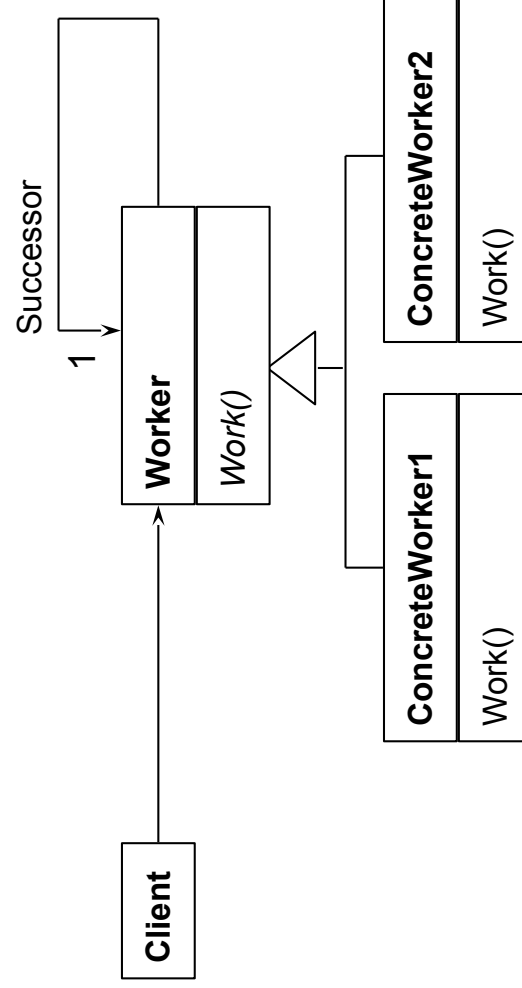 Successor
1
Client
Worker
Work()
ConcreteWorker1
Work()
ConcreteWorker2
Work()